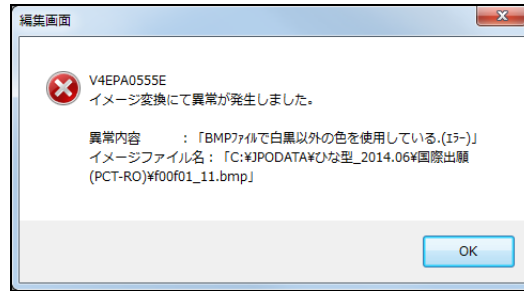 編集画面
V4EPA0555E
イメージ変換にて異常が発生しました。
異常内容　　：「BMPﾌｧｲﾙで白黒以外の色を使用している.(ｴﾗｰ)」
イメージファイル名：「C:¥JPODATA¥ひな型_2014.06¥国際出願
(PCT-RO)¥f00f01_11.bmp」
OK